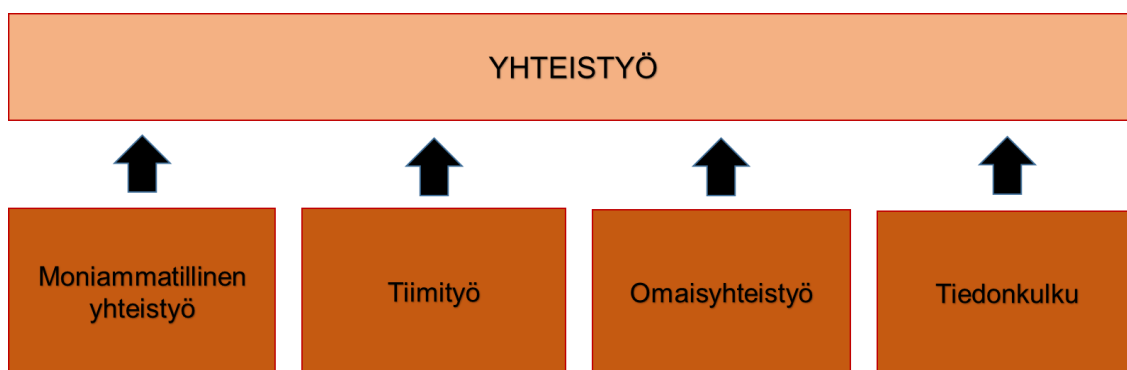 YHTEISTYÖ
Moniammatillinen
yhteistyö
Tiimityö
Omaisyhteistyö
Tiedonkulku